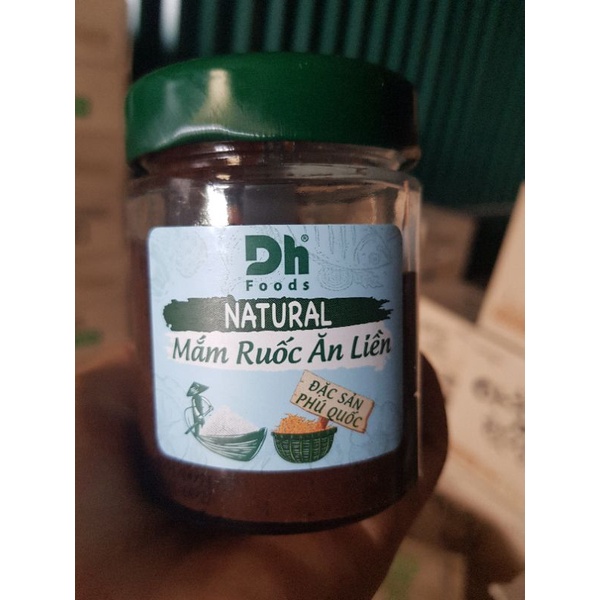 Dh®
Foods
NATURAL
Mắm Ruốc Ăn Liền
ĐẶC SẢN
PHÚ QUỐC